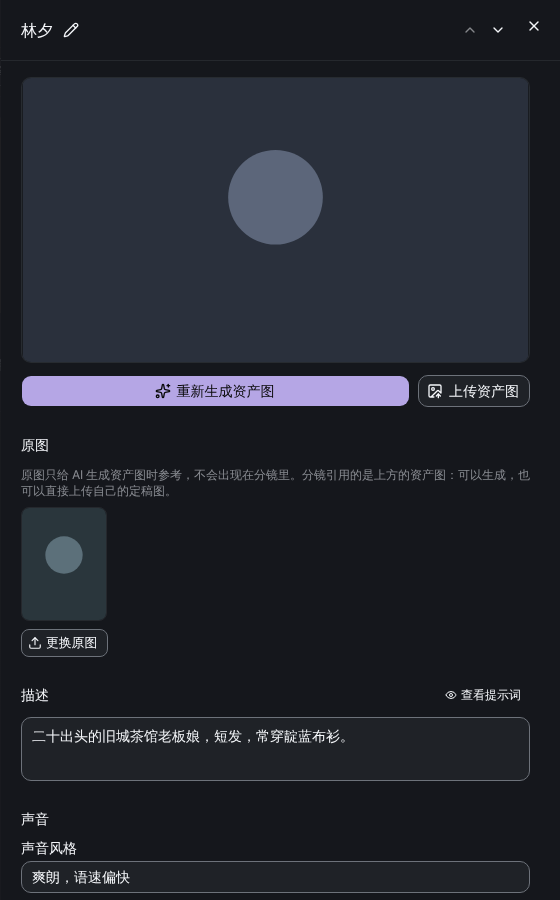 林夕
重新生成资产图
上传资产图
原图
原图只给 AI 生成资产图时参考，不会出现在分镜里。分镜引用的是上方的资产图：可以生成，也
可以直接上传自己的定稿图。
更换原图
描述
查看提示词
二十出头的旧城茶馆老板娘，短发，常穿靛蓝布衫。
声音
声音风格
爽朗，语速偏快